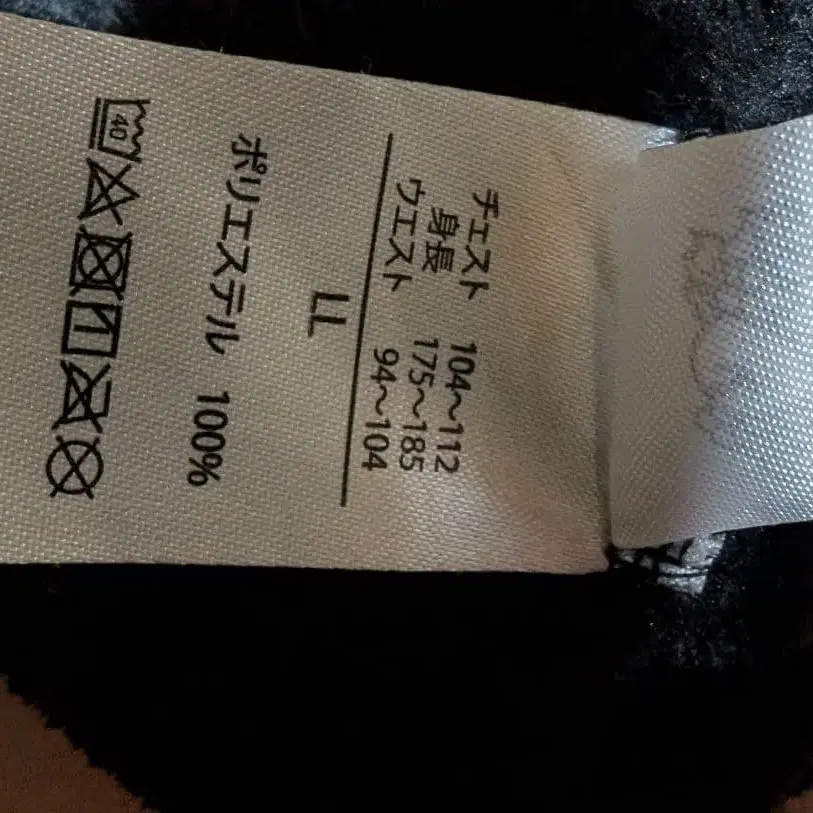 チェスト 104〜112
身長 175〜185
ウエスト 94〜104
LL
ポリエステル 100%
40